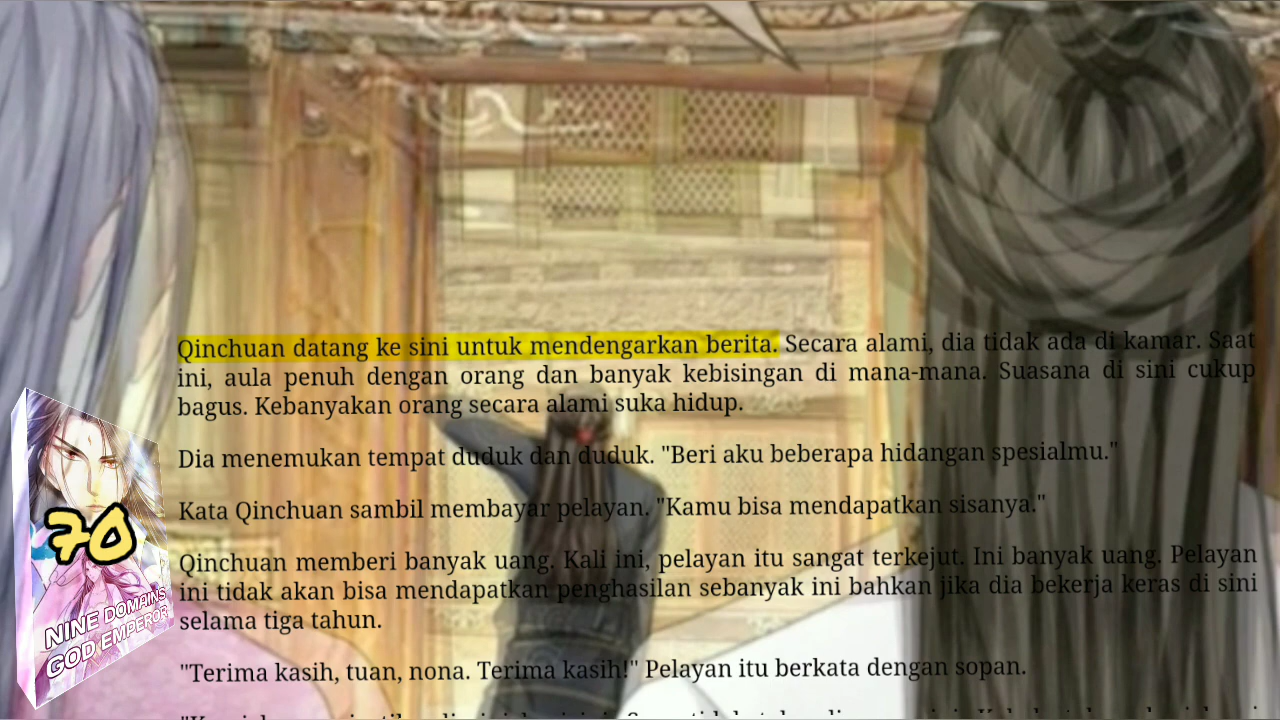 Qinchuan datang ke sini untuk mendengarkan berita. Secara alami, dia tidak ada di kamar. Saat
ini, aula penuh dengan orang dan banyak kebisingan di mana-mana. Suasana di sini cukup
bagus. Kebanyakan orang secara alami suka hidup.
Dia menemukan tempat duduk dan duduk. "Beri aku beberapa hidangan spesialmu."
Kata Qinchuan sambil membayar pelayan. "Kamu bisa mendapatkan sisanya."
Qinchuan memberi banyak uang. Kali ini, pelayan itu sangat terkejut. Ini banyak uang. Pelayan
ini tidak akan bisa mendapatkan penghasilan sebanyak ini bahkan jika dia bekerja keras di sini
selama tiga tahun.
"Terima kasih, tuan, nona. Terima kasih!" Pelayan itu berkata dengan sopan.
70
NINE DOMAINS
GOD EMPEROR